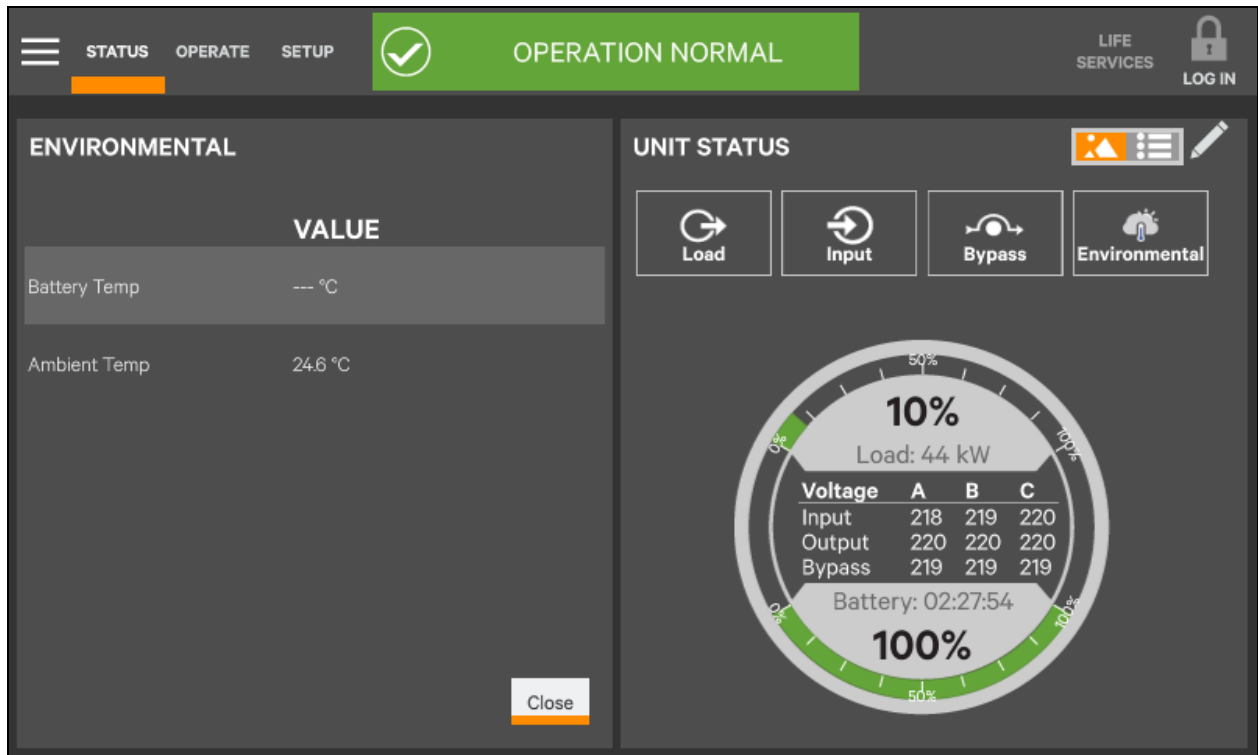 STATUS OPERATE SETUP
OPERATION NORMAL
LIFE
SERVICES
LOG IN
ENVIRONMENTAL
VALUE
Battery Temp --- °C
Ambient Temp 24.6 °C
Close
UNIT STATUS
Load Input Bypass Environmental
50%
0% 100%
10%
Load: 44 kW
Voltage A B C
Input 218 219 220
Output 220 220 220
Bypass 219 219 219
Battery: 02:27:54
100%
0% 100%
50%